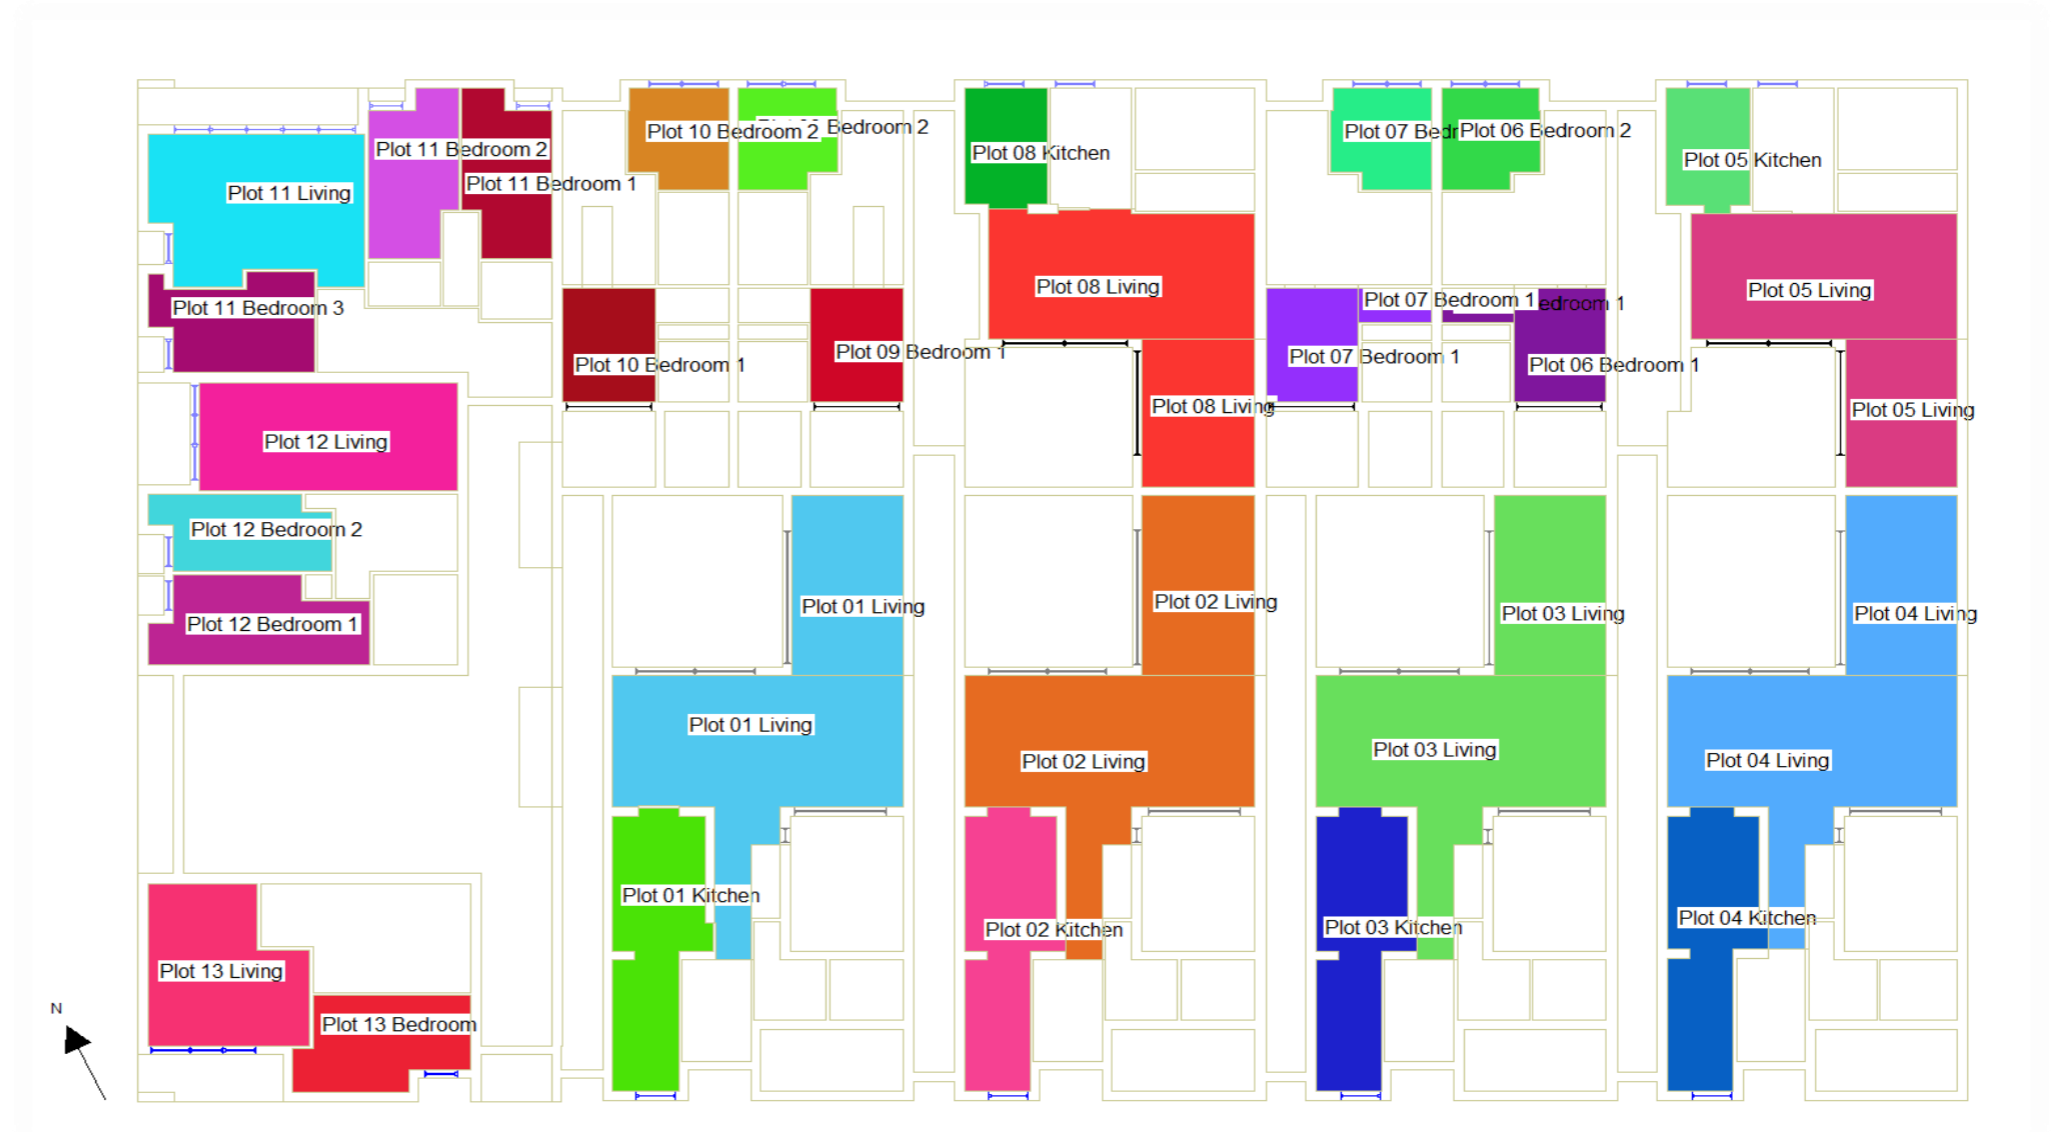 Plot 10 Bedroom 2
Bedroom 2
Plot 07 Bedr
Plot 06 Bedroom 2
Plot 11 Bedroom 2
Plot 08 Kitchen
Plot 05 Kitchen
Plot 11 Living
Plot 11 Bedroom 1
Plot 08 Living
Plot 05 Living
Plot 11 Bedroom 3
Plot 07 Bedroom 1
edroom 1
Plot 10 Bedroom 1
Plot 09 Bedroom 1
Plot 07 Bedroom 1
Plot 06 Bedroom 1
Plot 08 Living
Plot 05 Living
Plot 12 Living
Plot 12 Bedroom 2
Plot 12 Bedroom 1
Plot 01 Living
Plot 02 Living
Plot 03 Living
Plot 04 Living
Plot 01 Living
Plot 02 Living
Plot 03 Living
Plot 04 Living
Plot 01 Kitchen
Plot 02 Kitchen
Plot 03 Kitchen
Plot 04 Kitchen
Plot 13 Living
Plot 13 Bedroom
N